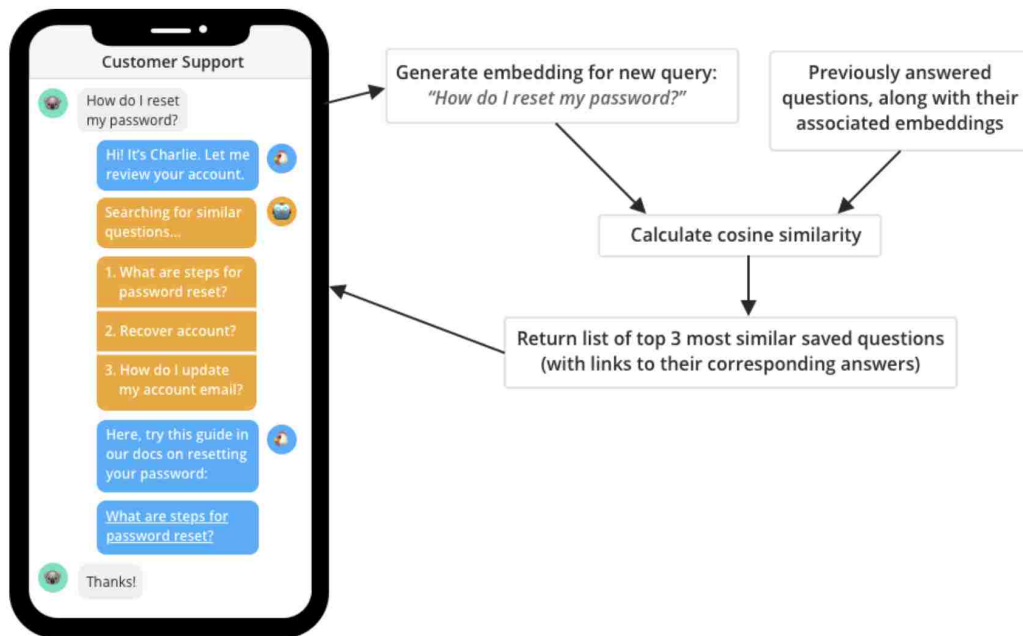 Customer Support
How do I reset
my password?
Hi! It's Charlie. Let me
review your account.
Searching for similar
questions...
1. What are steps for
password reset?
2. Recover account?
3. How do I update
my account email?
Here, try this guide in
our docs on resetting
your password:
What are steps for
password reset?
Thanks!
Generate embedding for new query:
“How do I reset my password?”
Previously answered
questions, along with their
associated embeddings
Calculate cosine similarity
Return list of top 3 most similar saved questions
(with links to their corresponding answers)